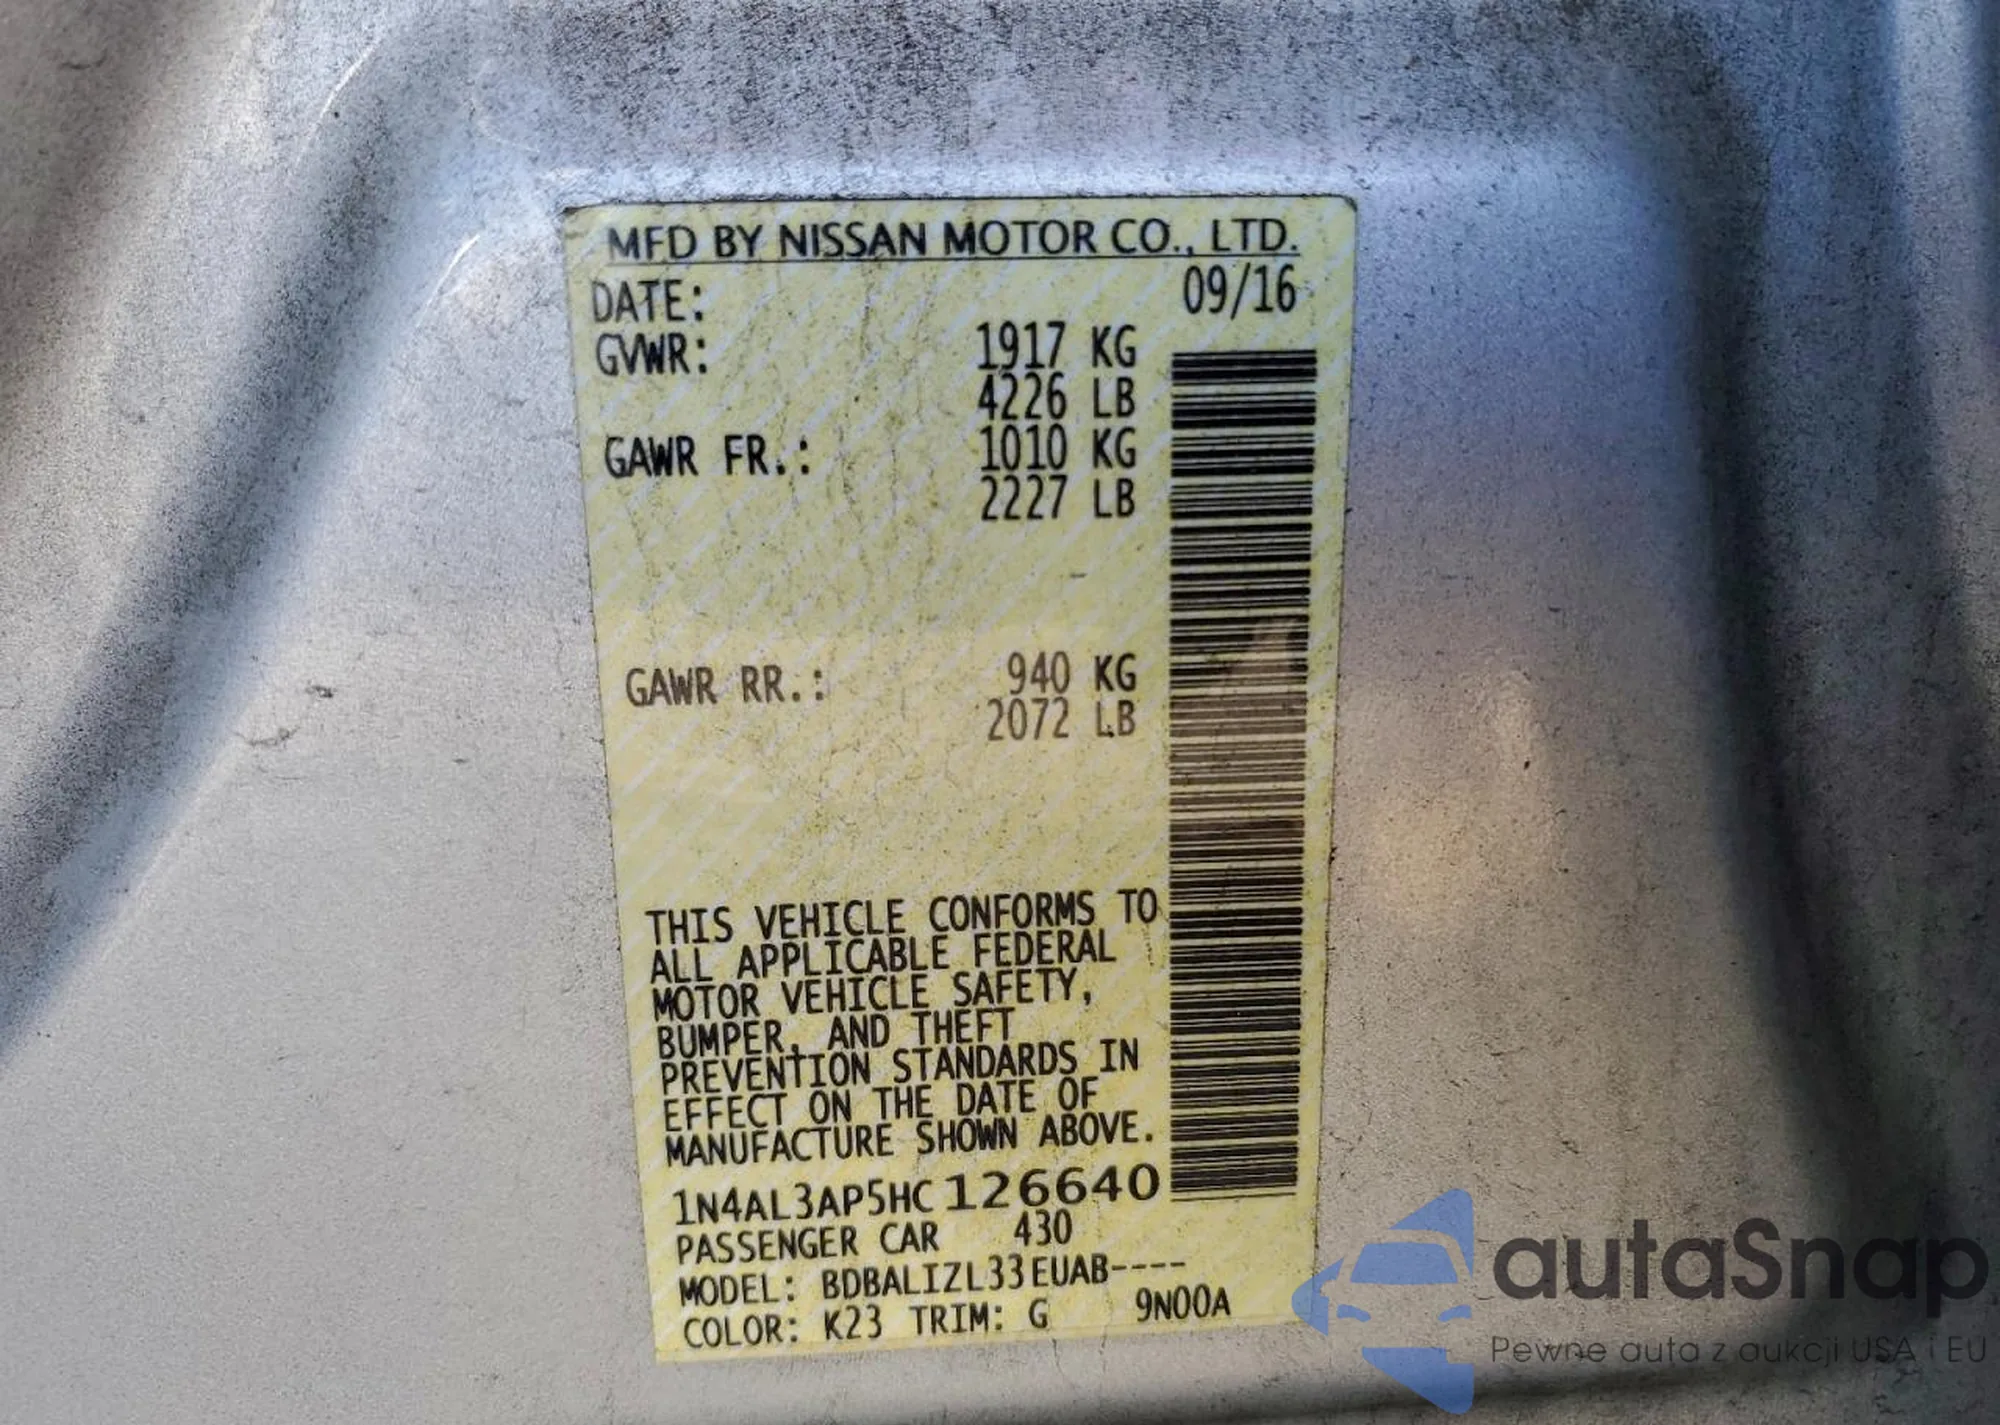 MFD BY NISSAN MOTOR CO., LTD.
DATE: 09/16
GVWR: 1917 KG
4226 LB
GAWR FR.: 1010 KG
2227 LB
GAWR RR.: 940 KG
2072 LB
THIS VEHICLE CONFORMS TO
ALL APPLICABLE FEDERAL
MOTOR VEHICLE SAFETY,
BUMPER, AND THEFT
PREVENTION STANDARDS IN
EFFECT ON THE DATE OF
MANUFACTURE SHOWN ABOVE.
1N4AL3AP5HC126640
PASSENGER CAR 430
MODEL: BDBALIZL33EUAB----
COLOR: K23 TRIM: G 9N00A
autaSnap
Pewne auta z aukcji USA i EU